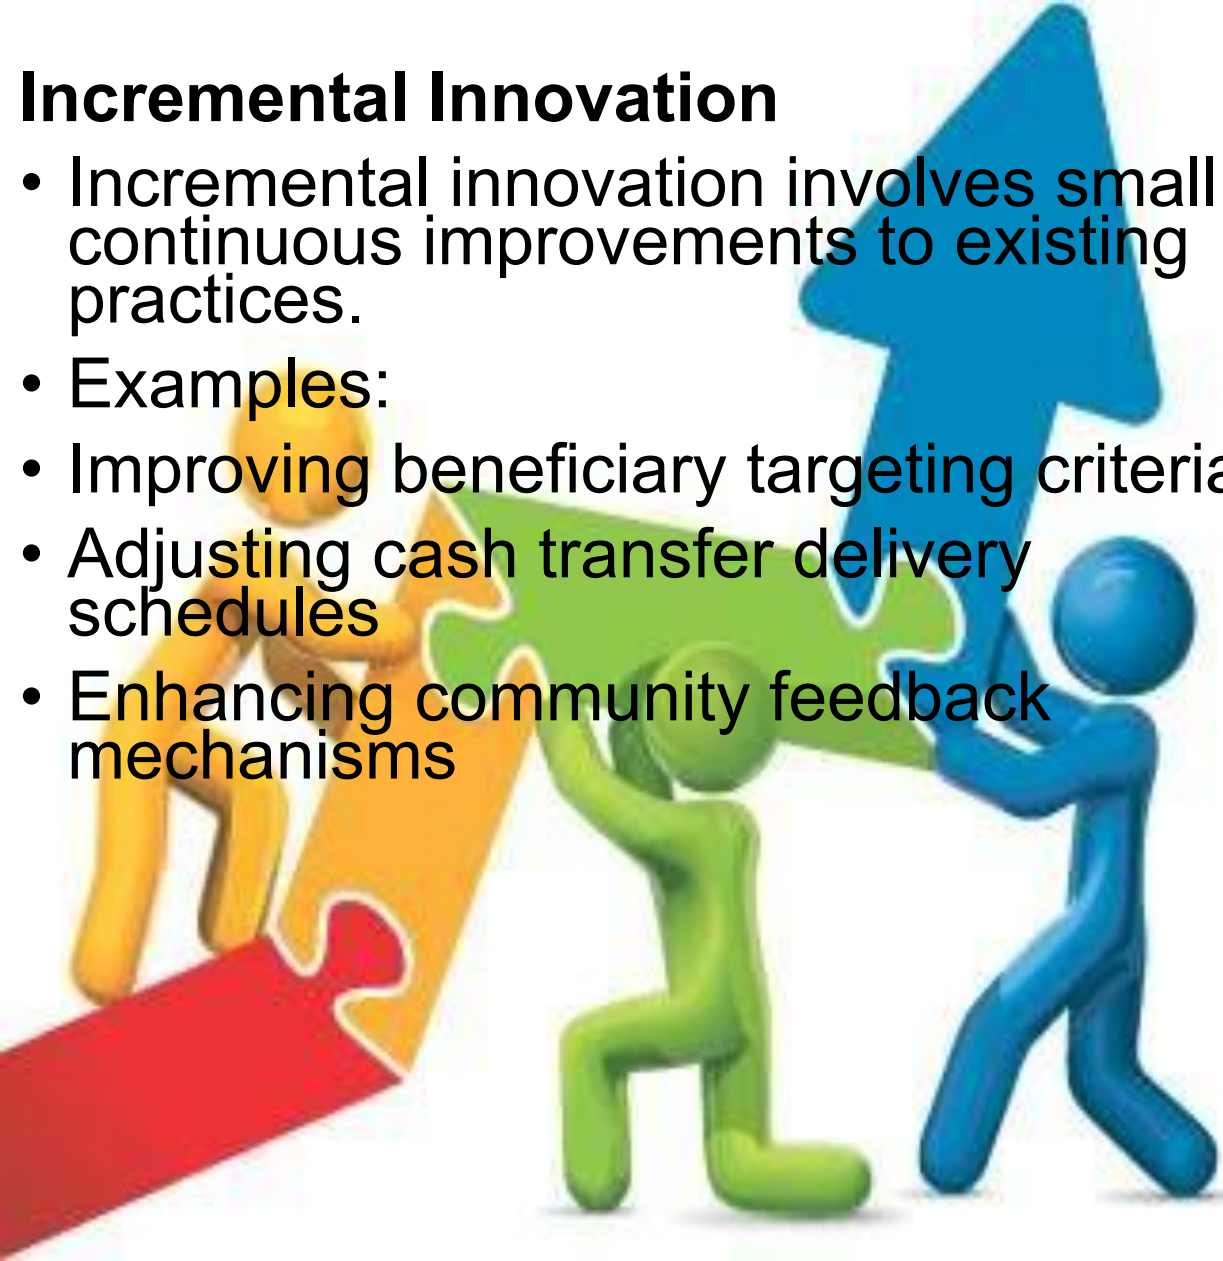 Incremental Innovation
• Incremental innovation involves small
continuous improvements to existing
practices.
• Examples:
• Improving beneficiary targeting criteria
• Adjusting cash transfer delivery
schedules
• Enhancing community feedback
mechanisms